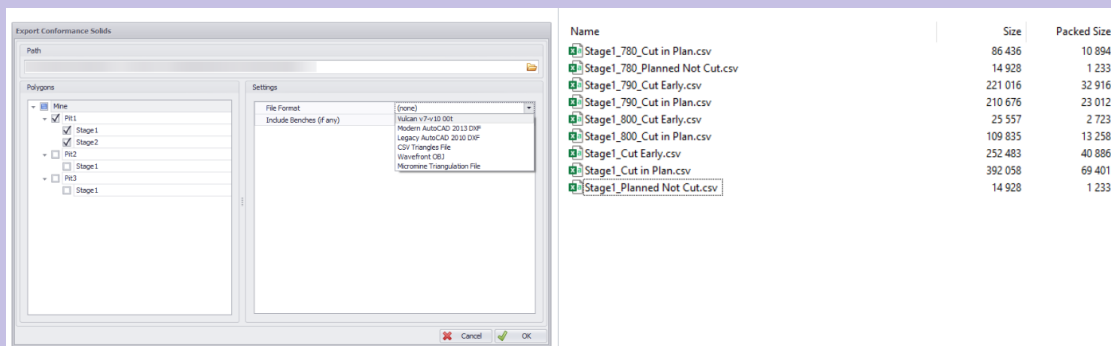 Export Conformance Solids
Path
Polygons
Mine
Pit1
Stage1
Stage2
Pit2
Stage1
Pit3
Stage1
Settings
File Format (none)
Include Benches (if any)
Vulcan v7-v10 00t
Modern AutoCAD 2013 DXF
Legacy AutoCAD 2010 DXF
CSV Triangles File
Wavefront OBJ
Micromine Triangulation File
Cancel OK
Name Size Packed Size
Stage1_780_Cut in Plan.csv 86 436 10 894
Stage1_780_Planned Not Cut.csv 14 928 1 233
Stage1_790_Cut Early.csv 221 016 32 916
Stage1_790_Cut in Plan.csv 210 676 23 012
Stage1_800_Cut Early.csv 25 557 2 723
Stage1_800_Cut in Plan.csv 109 835 13 258
Stage1_Cut Early.csv 252 483 40 886
Stage1_Cut in Plan.csv 392 058 69 401
Stage1_Planned Not Cut.csv 14 928 1 233